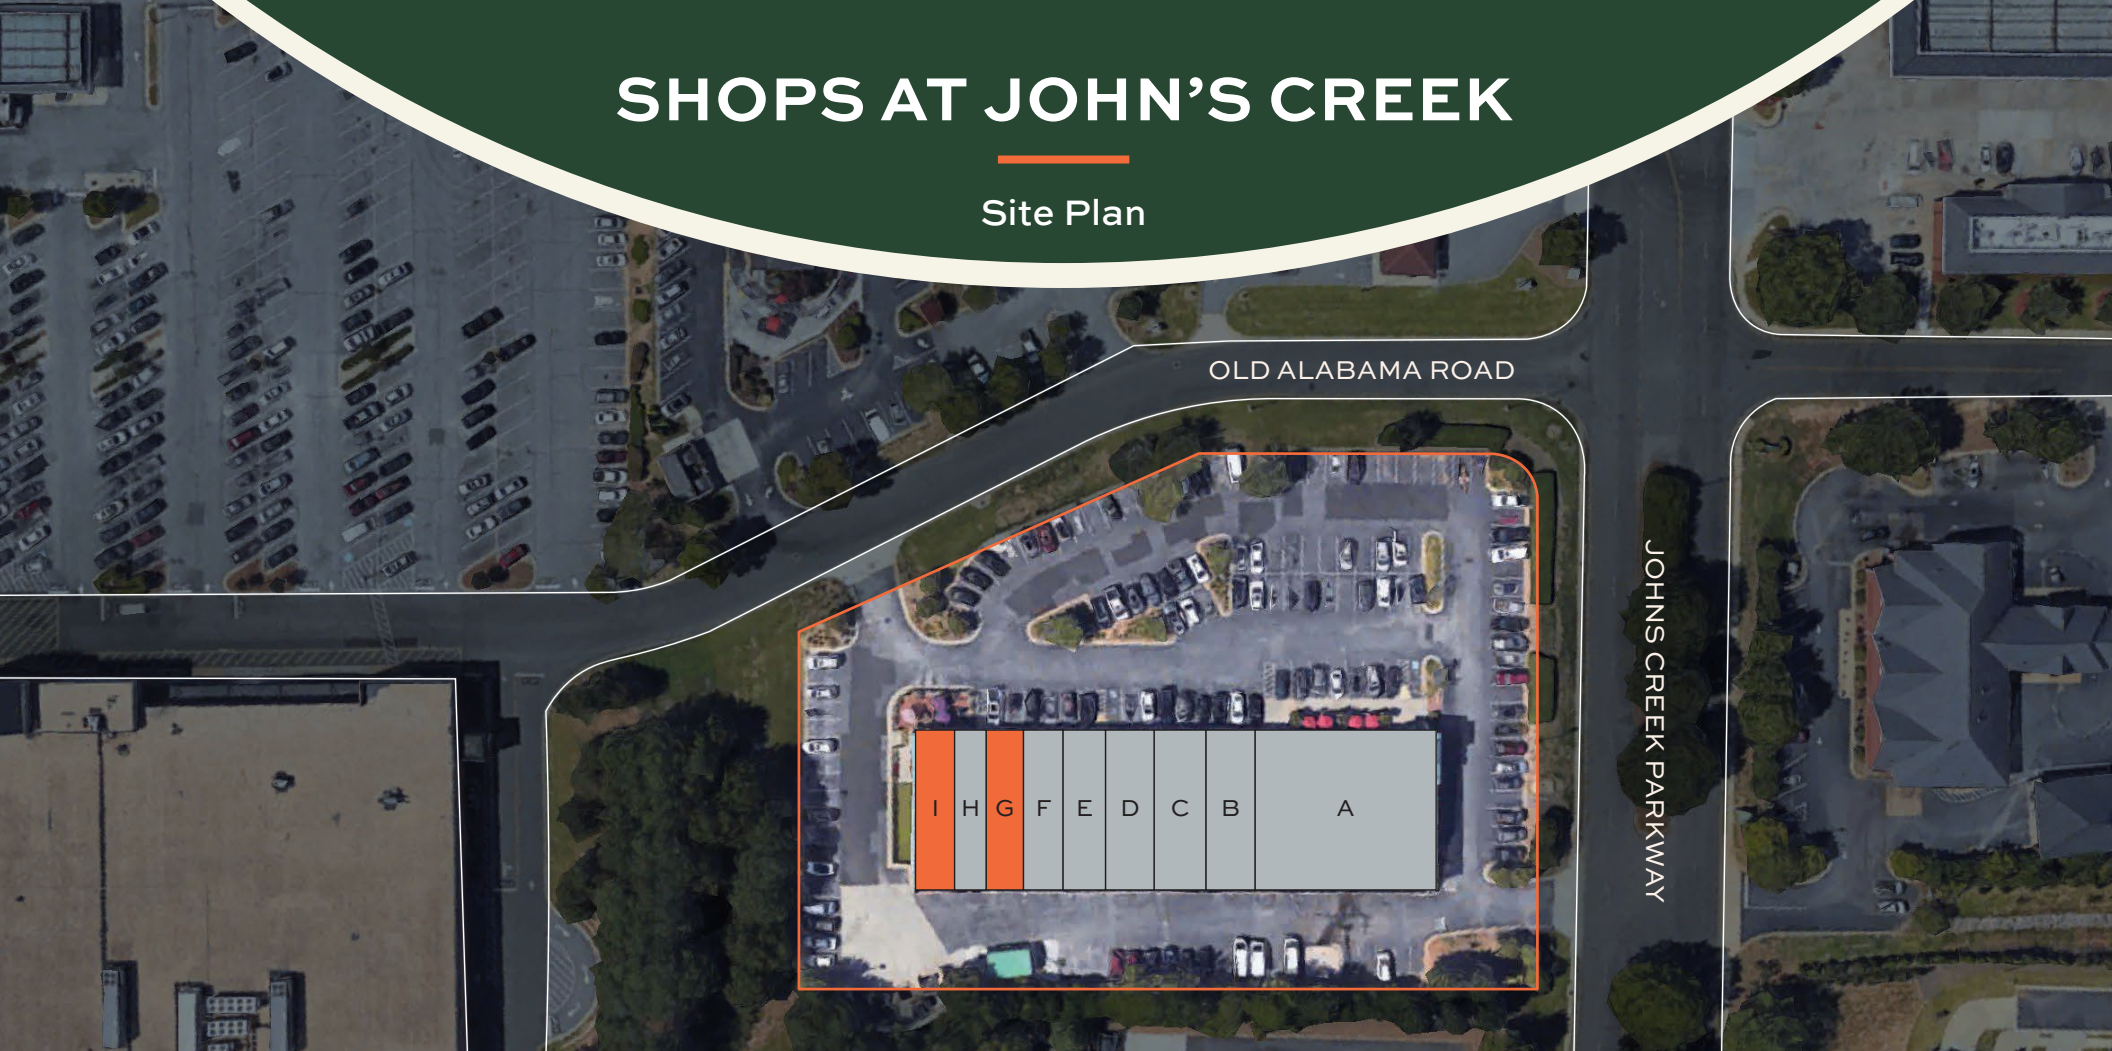 SHOPS AT JOHN’S CREEK
Site Plan
OLD ALABAMA ROAD
JOHNS CREEK PARKWAY
I H G F E D C B A